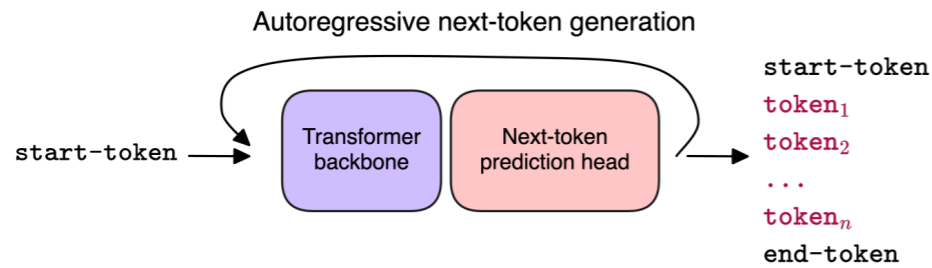 Autoregressive next-token generation
start-token
Transformer
backbone
Next-token
prediction head
start-token
token₁
token₂
...
tokenₙ
end-token